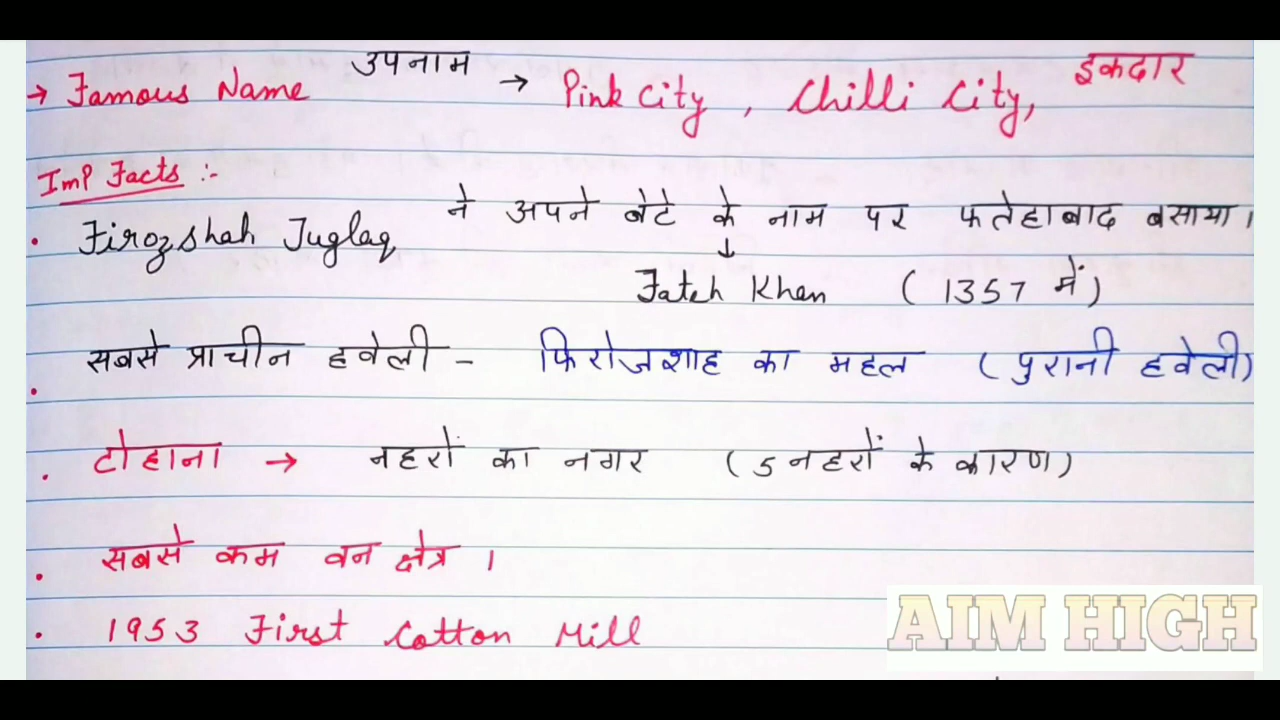 → Famous Name उपनाम → Pink City, Chilli City, इकदार
Imp Facts :-
• Firozshah Tuglaq ने अपने बेटे के नाम पर फतेहाबाद बसाया।
↓
Fateh Khan (1357 में)
• सबसे प्राचीन हवेली - फिरोजशाह का महल (पुरानी हवेली)
• टोहाना → नहरों का नगर (5 नहरों के कारण)
• सबसे कम वन क्षेत्र।
• 1953 First Cotton Mill
AIM HIGH